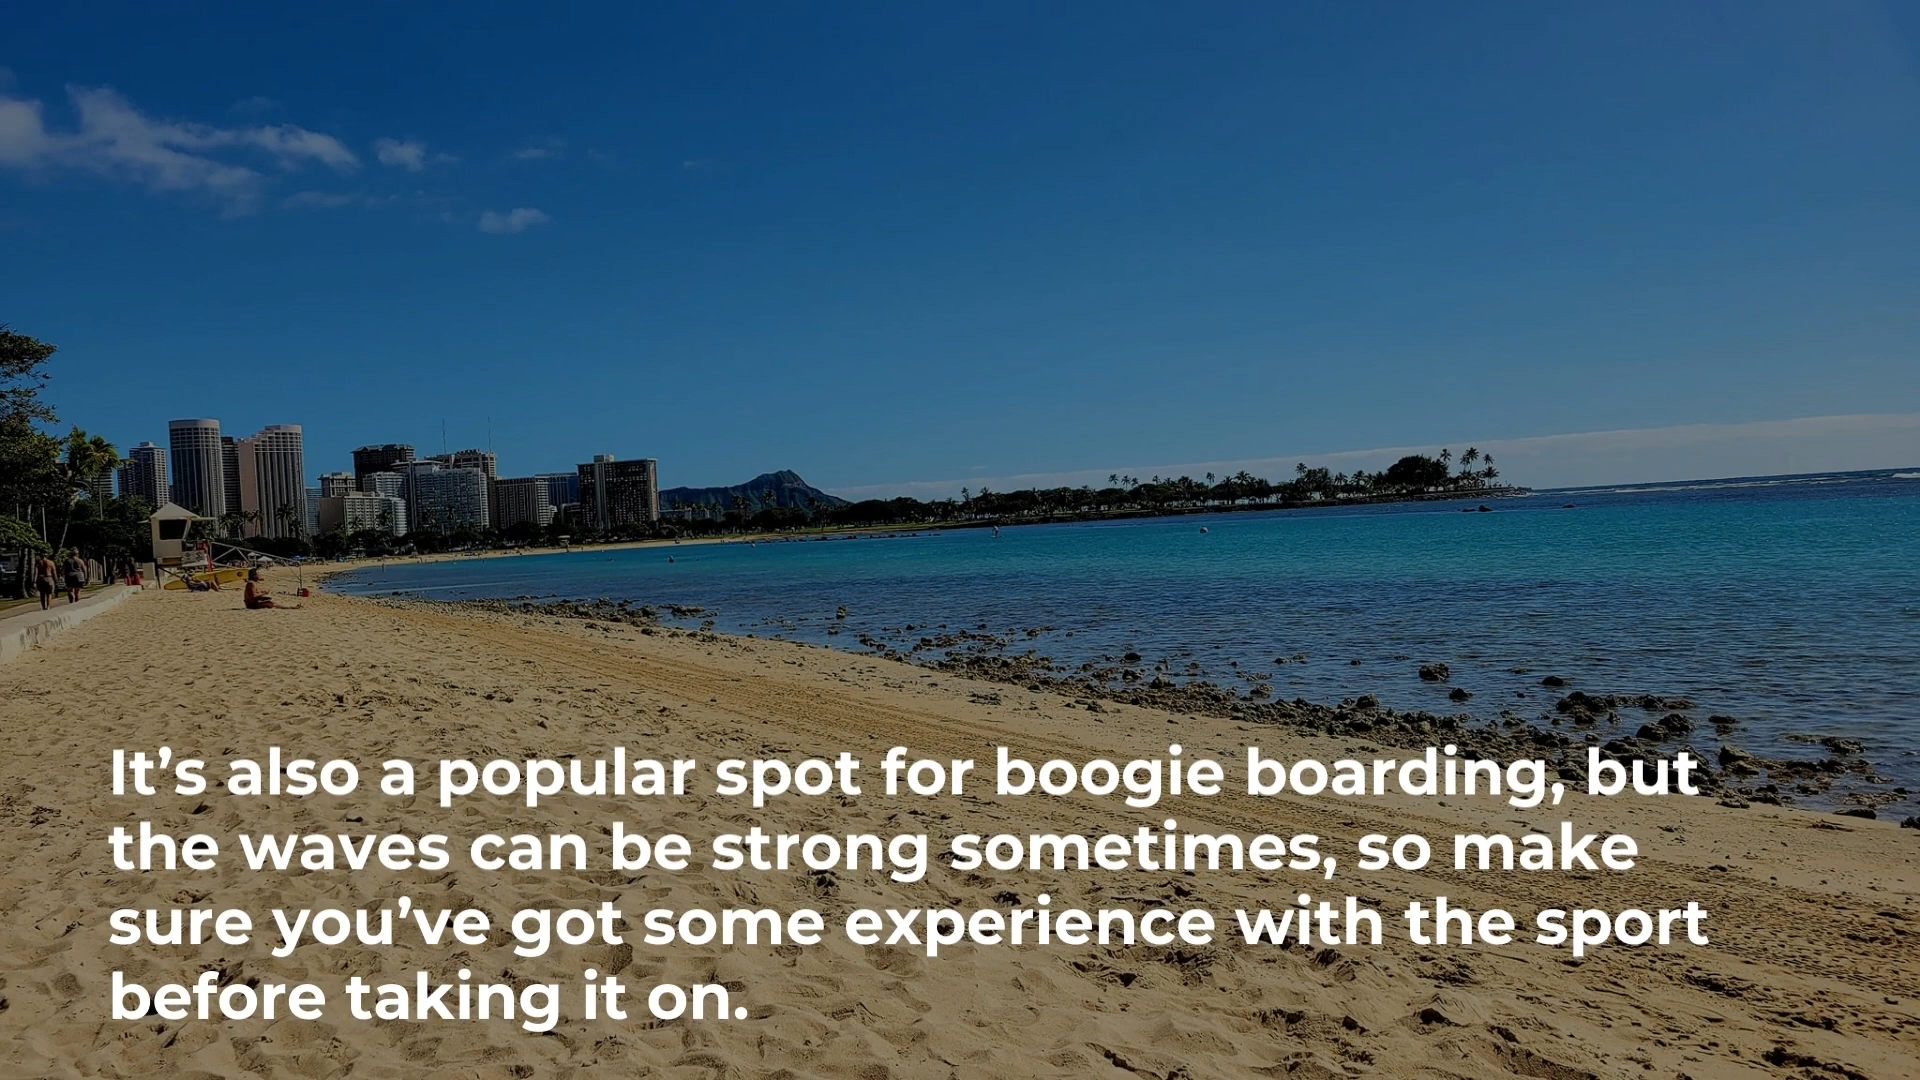 It’s also a popular spot for boogie boarding, but
the waves can be strong sometimes, so make
sure you’ve got some experience with the sport
before taking it on.